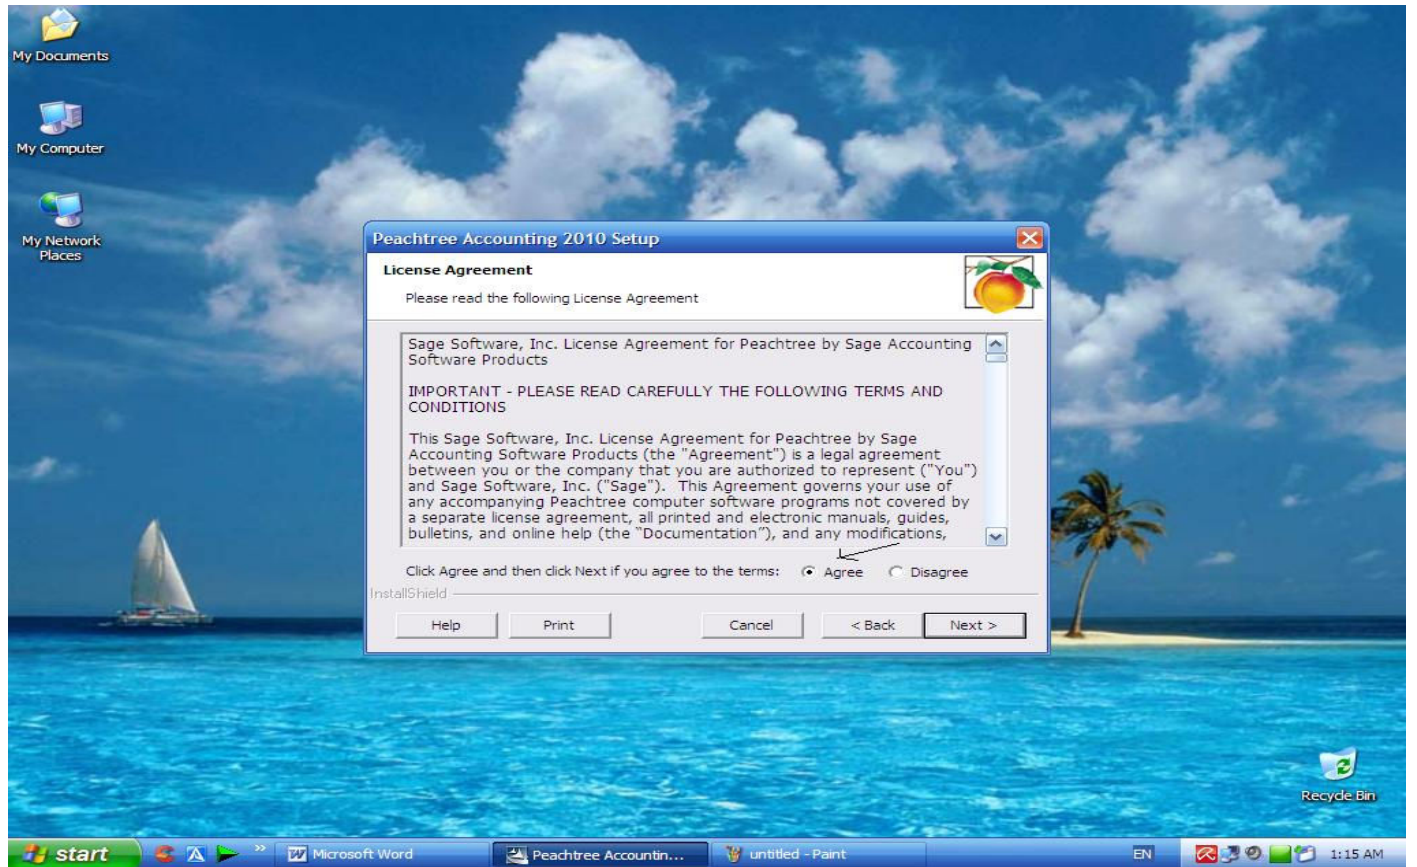 My Documents
My Computer
My Network
Places
Peachtree Accounting 2010 Setup
License Agreement
Please read the following License Agreement
Sage Software, Inc. License Agreement for Peachtree by Sage Accounting
Software Products
IMPORTANT - PLEASE READ CAREFULLY THE FOLLOWING TERMS AND
CONDITIONS
This Sage Software, Inc. License Agreement for Peachtree by Sage
Accounting Software Products (the "Agreement") is a legal agreement
between you or the company that you are authorized to represent ("You")
and Sage Software, Inc. ("Sage").  This Agreement governs your use of
any accompanying Peachtree computer software programs not covered by
a separate license agreement, all printed and electronic manuals, guides,
bulletins, and online help (the “Documentation”), and any modifications,
Click Agree and then click Next if you agree to the terms: Agree Disagree
InstallShield
Help Print Cancel < Back Next >
Recycle Bin
start » Microsoft Word Peachtree Accountin... untitled - Paint EN 1:15 AM